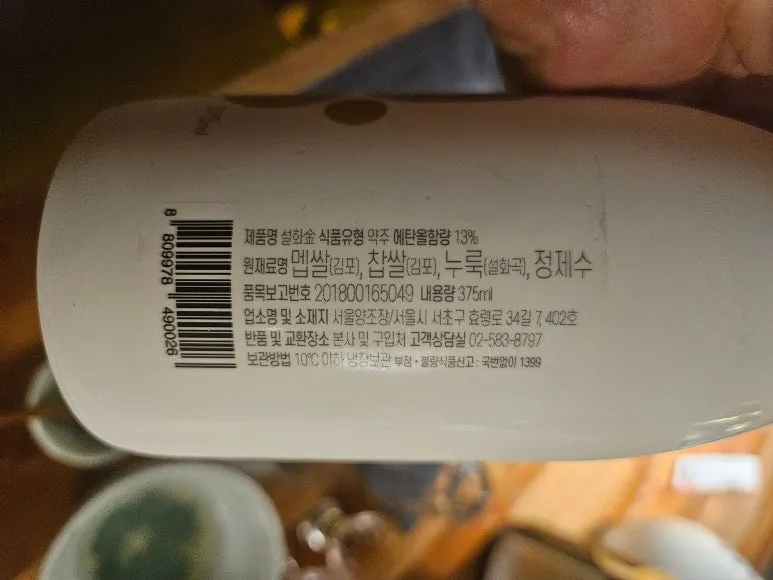 제품명 설화金 식품유형 약주 에탄올함량 13%
원재료명 멥쌀(김포), 찹쌀(김포), 누룩(설화곡), 정제수
품목보고번호 201800165049 내용량 375ml
업소명 및 소재지 서울양조장/서울시 서초구 효령로 34길 7, 402호
반품 및 교환장소 본사 및 구입처 고객상담실 02-583-8797
보관방법 10℃ 이하 냉장보관 부정·불량식품신고 : 국번없이 1399
8 809978 490026